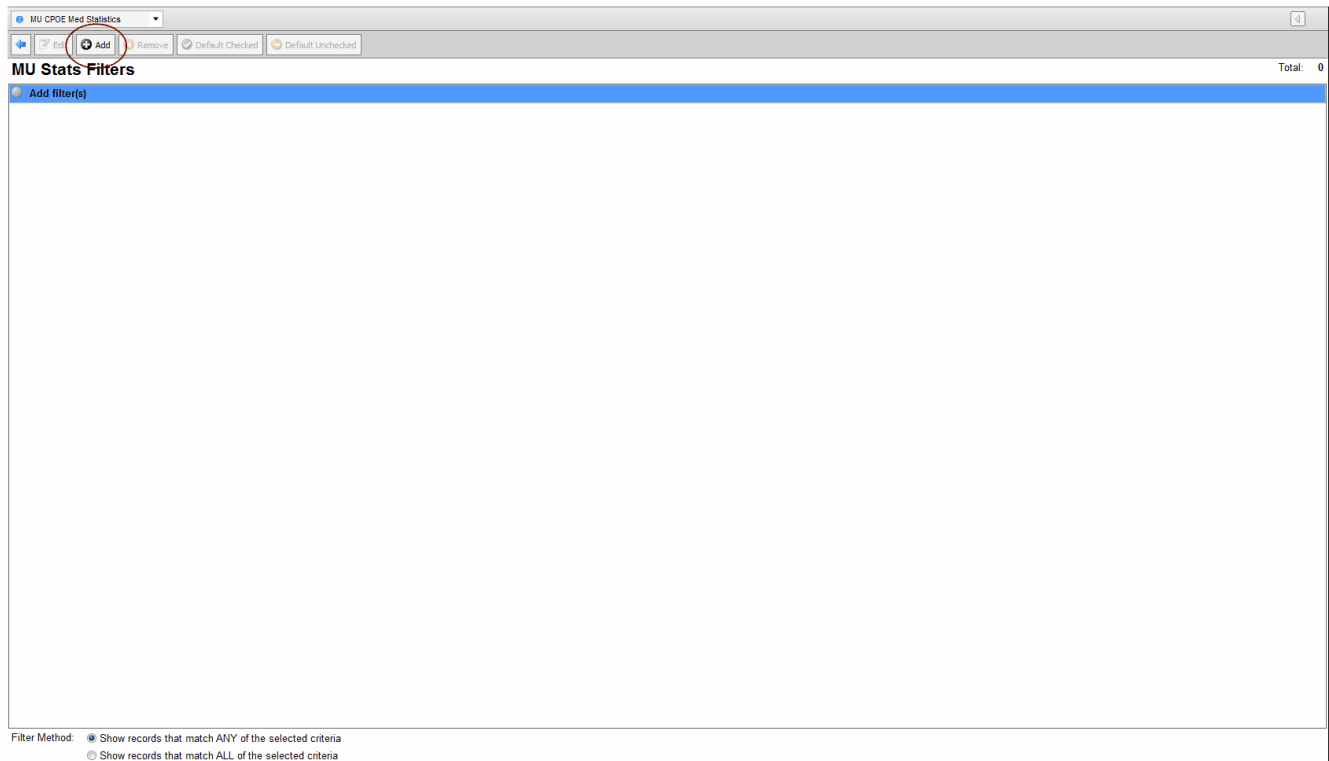 MU CPOE Med Statistics
Edit Add Remove Default Checked Default Unchecked
MU Stats Filters Total: 0
Add filter(s)
Filter Method: Show records that match ANY of the selected criteria
Show records that match ALL of the selected criteria